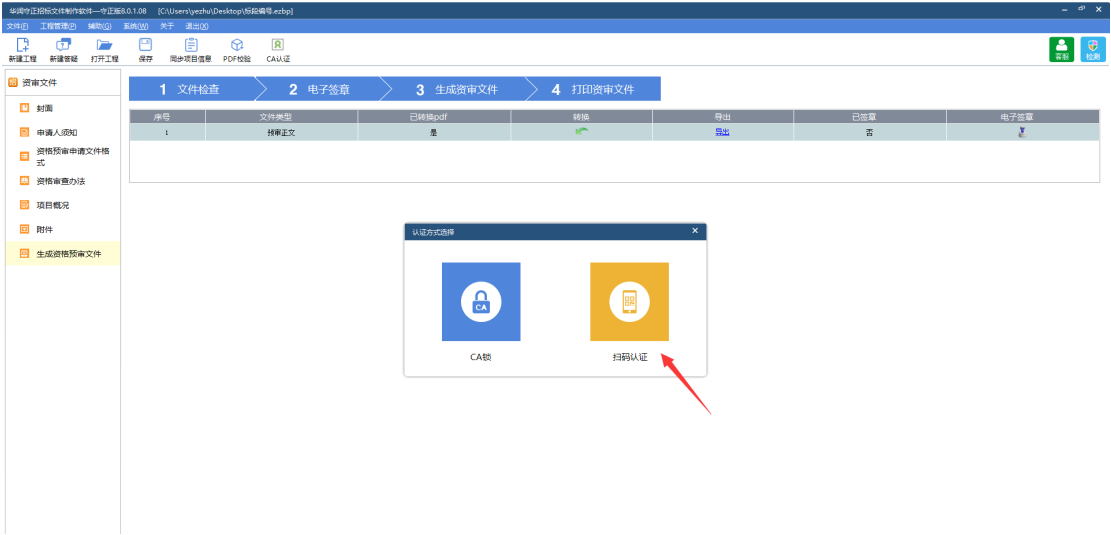 华润守正招标文件制作软件---守正版8.0.1.08 [C:\Users\yezhu\Desktop\标段编号.ezbp]
文件(F) 工程管理(P) 辅助(G) 系统(W) 关于 退出(X)
新建工程 新建答疑 打开工程 保存 同步项目信息 PDF校验 CA认证 客服 检测
资审文件
封面
申请人须知
资格预审申请文件格
式
资格审查办法
项目概况
附件
生成资格预审文件
1 文件检查 2 电子签章 3 生成资审文件 4 打印资审文件
序号 文件类型 已转换pdf 转换 导出 已签章 电子签章
1 预审正文 是 导出 否
认证方式选择
CA
CA锁 扫码认证